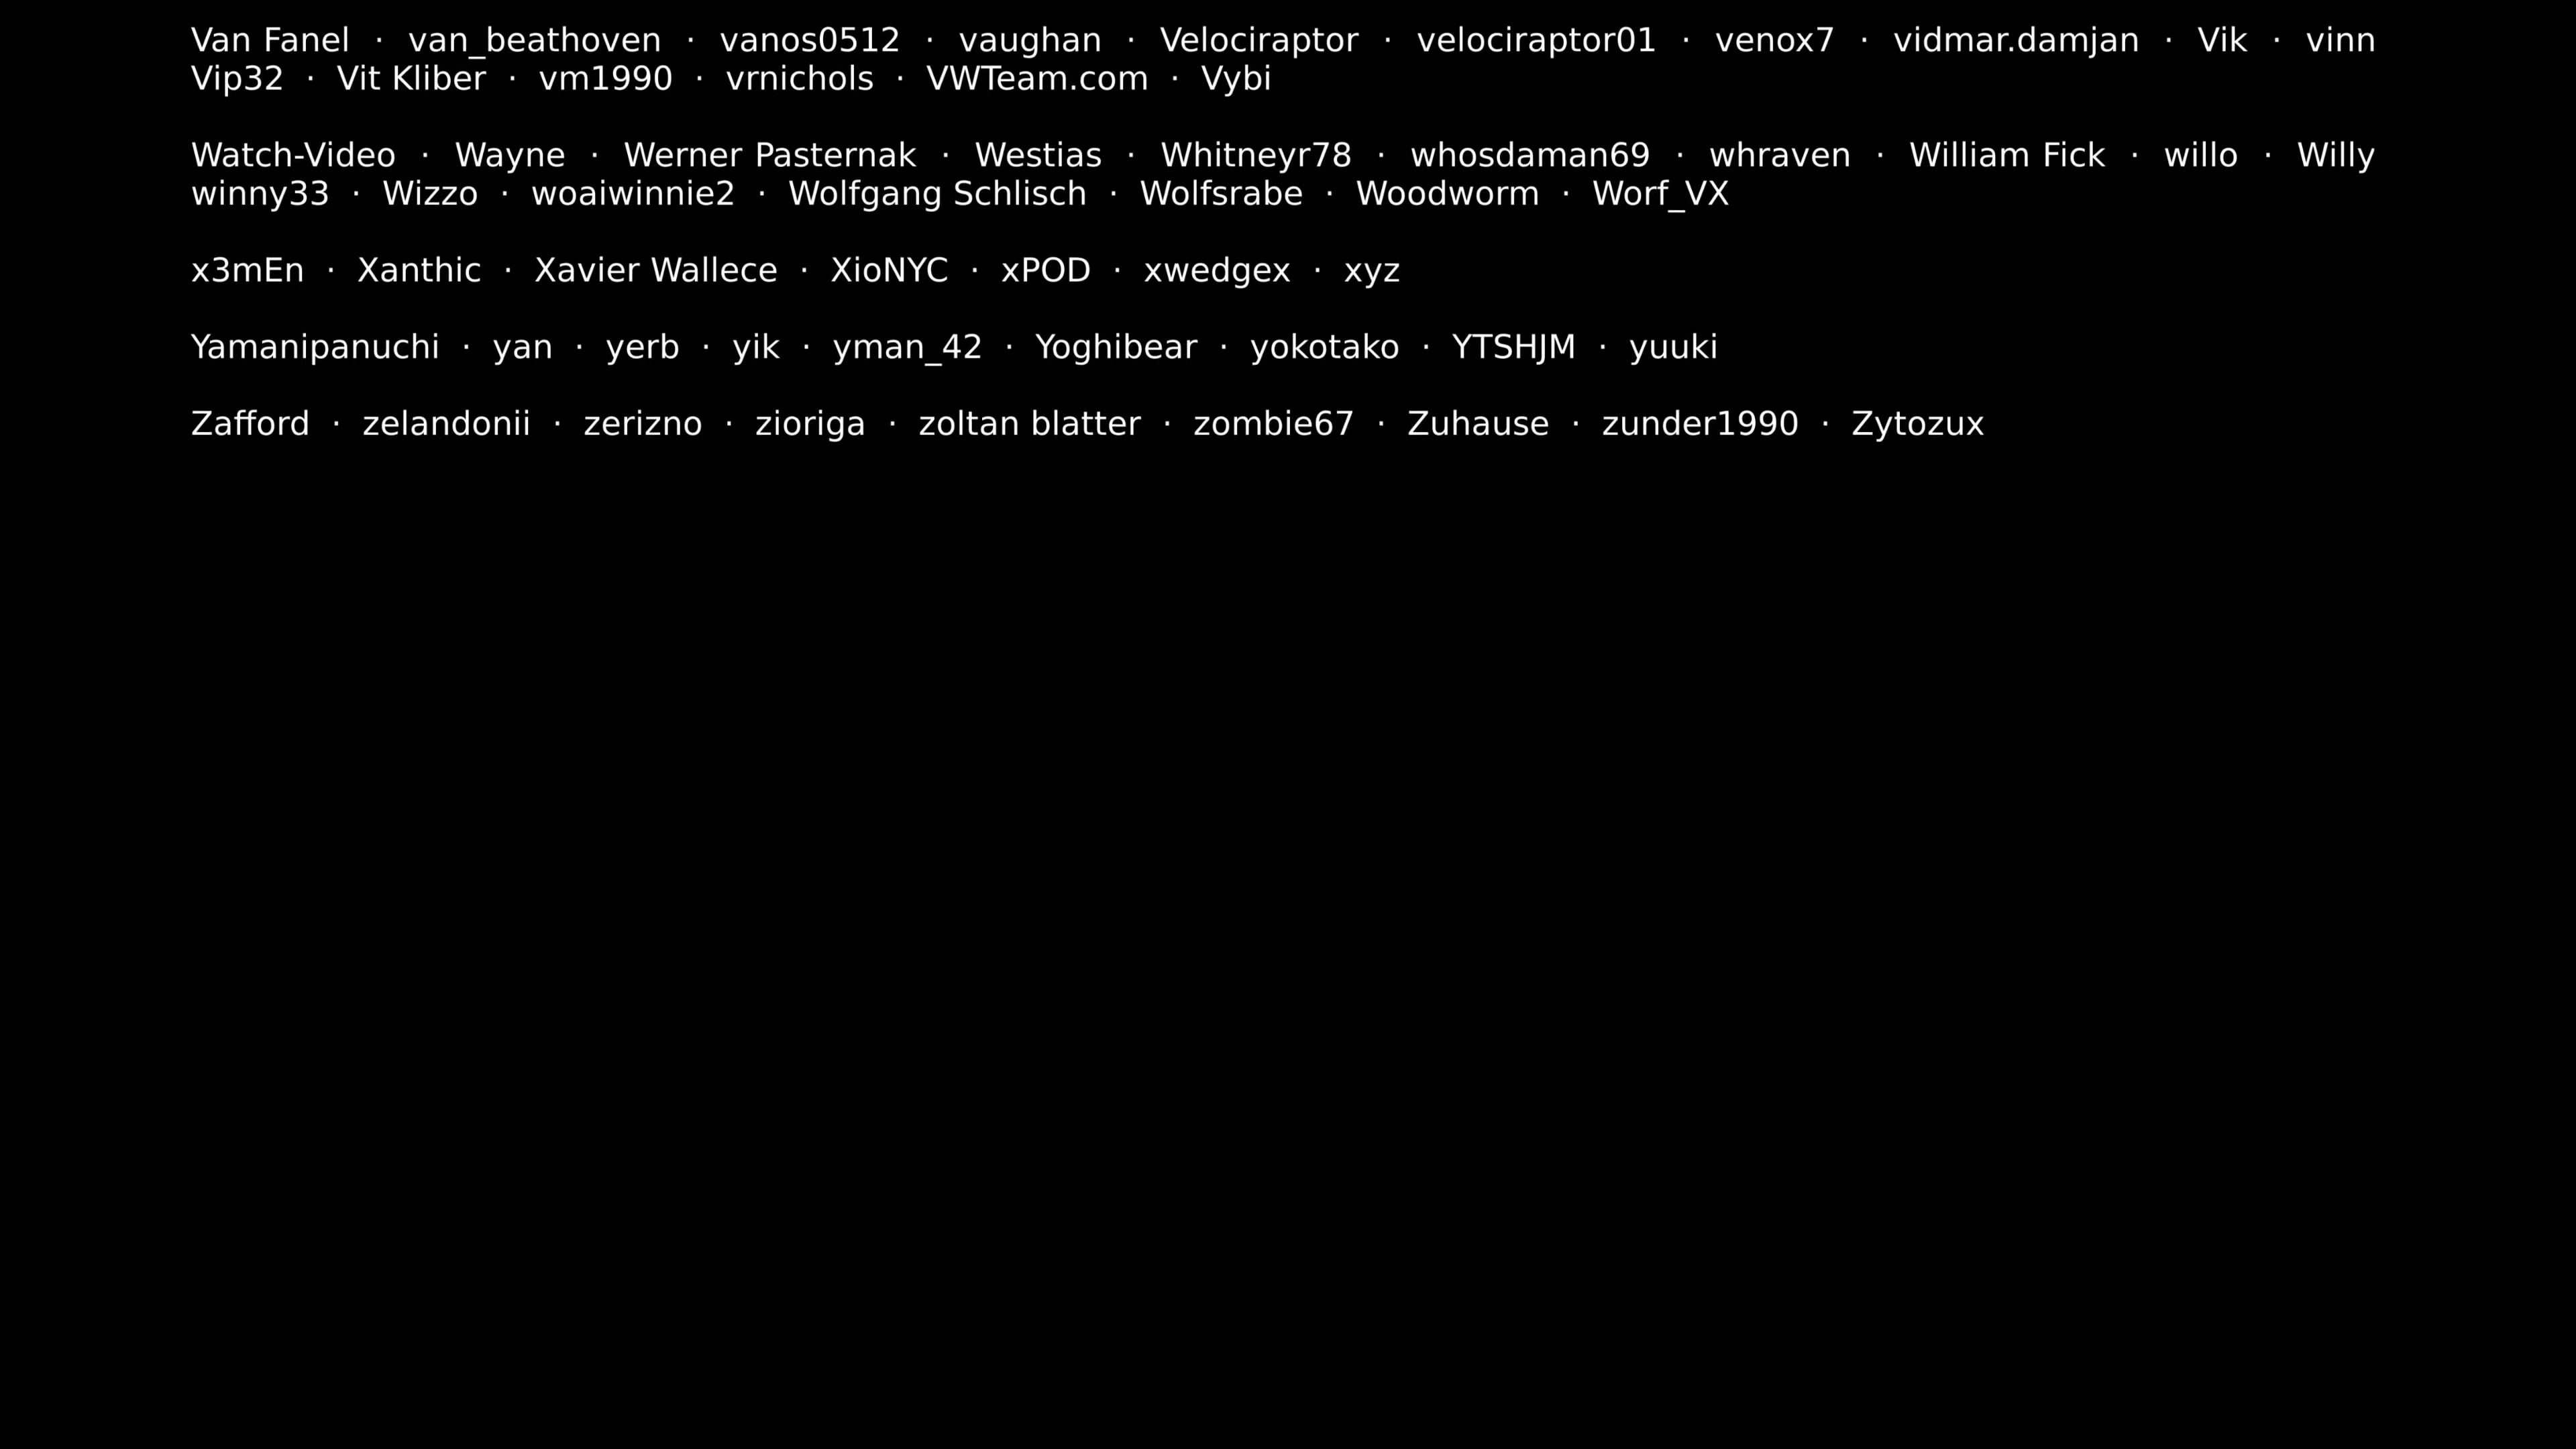 Van Fanel · van_beathoven · vanos0512 · vaughan · Velociraptor · velociraptor01 · venox7 · vidmar.damjan · Vik · vinn
Vip32 · Vit Kliber · vm1990 · vrnichols · VWTeam.com · Vybi
Watch-Video · Wayne · Werner Pasternak · Westias · Whitneyr78 · whosdaman69 · whraven · William Fick · willo · Willy
winny33 · Wizzo · woaiwinnie2 · Wolfgang Schlisch · Wolfsrabe · Woodworm · Worf_VX
x3mEn · Xanthic · Xavier Wallece · XioNYC · xPOD · xwedgex · xyz
Yamanipanuchi · yan · yerb · yik · yman_42 · Yoghibear · yokotako · YTSHJM · yuuki
Zafford · zelandonii · zerizno · zioriga · zoltan blatter · zombie67 · Zuhause · zunder1990 · Zytozux